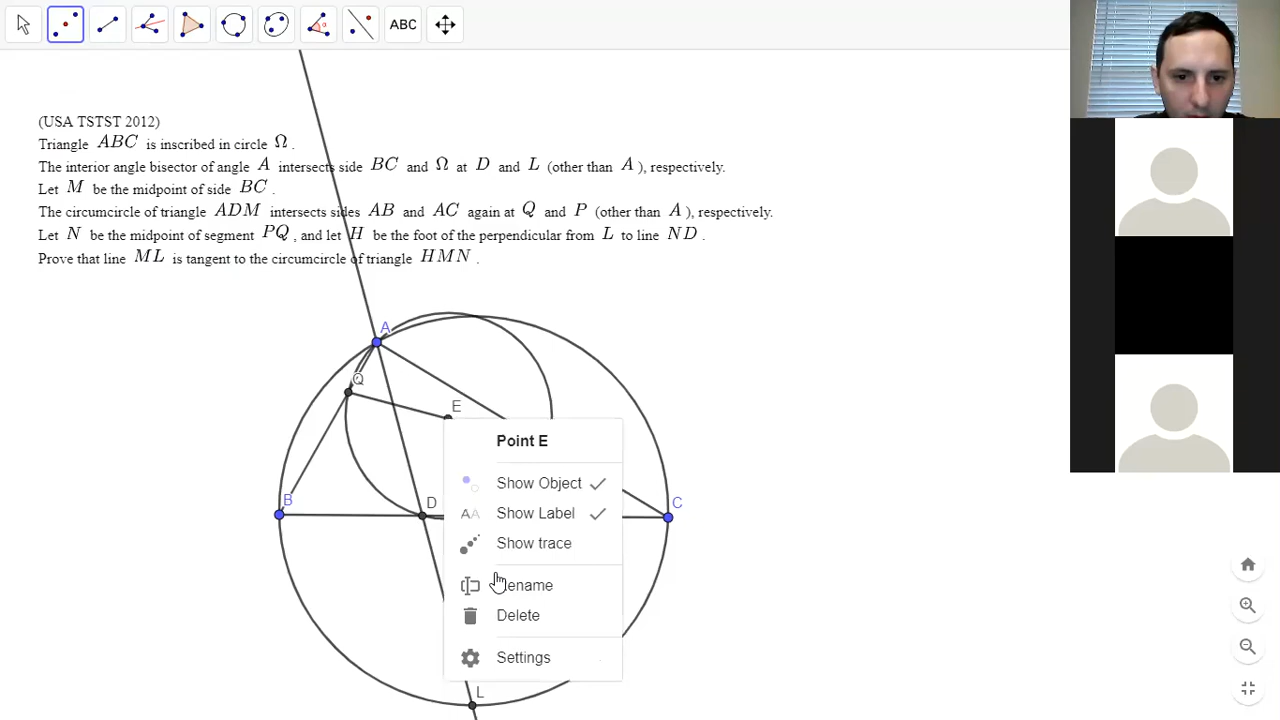 ABC
(USA TSTST 2012)
Triangle ABC is inscribed in circle Ω .
The interior angle bisector of angle A intersects side BC and Ω at D and L (other than A ), respectively.
Let M be the midpoint of side BC .
The circumcircle of triangle ADM intersects sides AB and AC again at Q and P (other than A ), respectively.
Let N be the midpoint of segment PQ , and let H be the foot of the perpendicular from L to line ND .
Prove that line ML is tangent to the circumcircle of triangle HMN .
A
Q
E
Point E
Show Object
B
D
C
Show Label
AA
Show trace
Rename
Delete
Settings
L